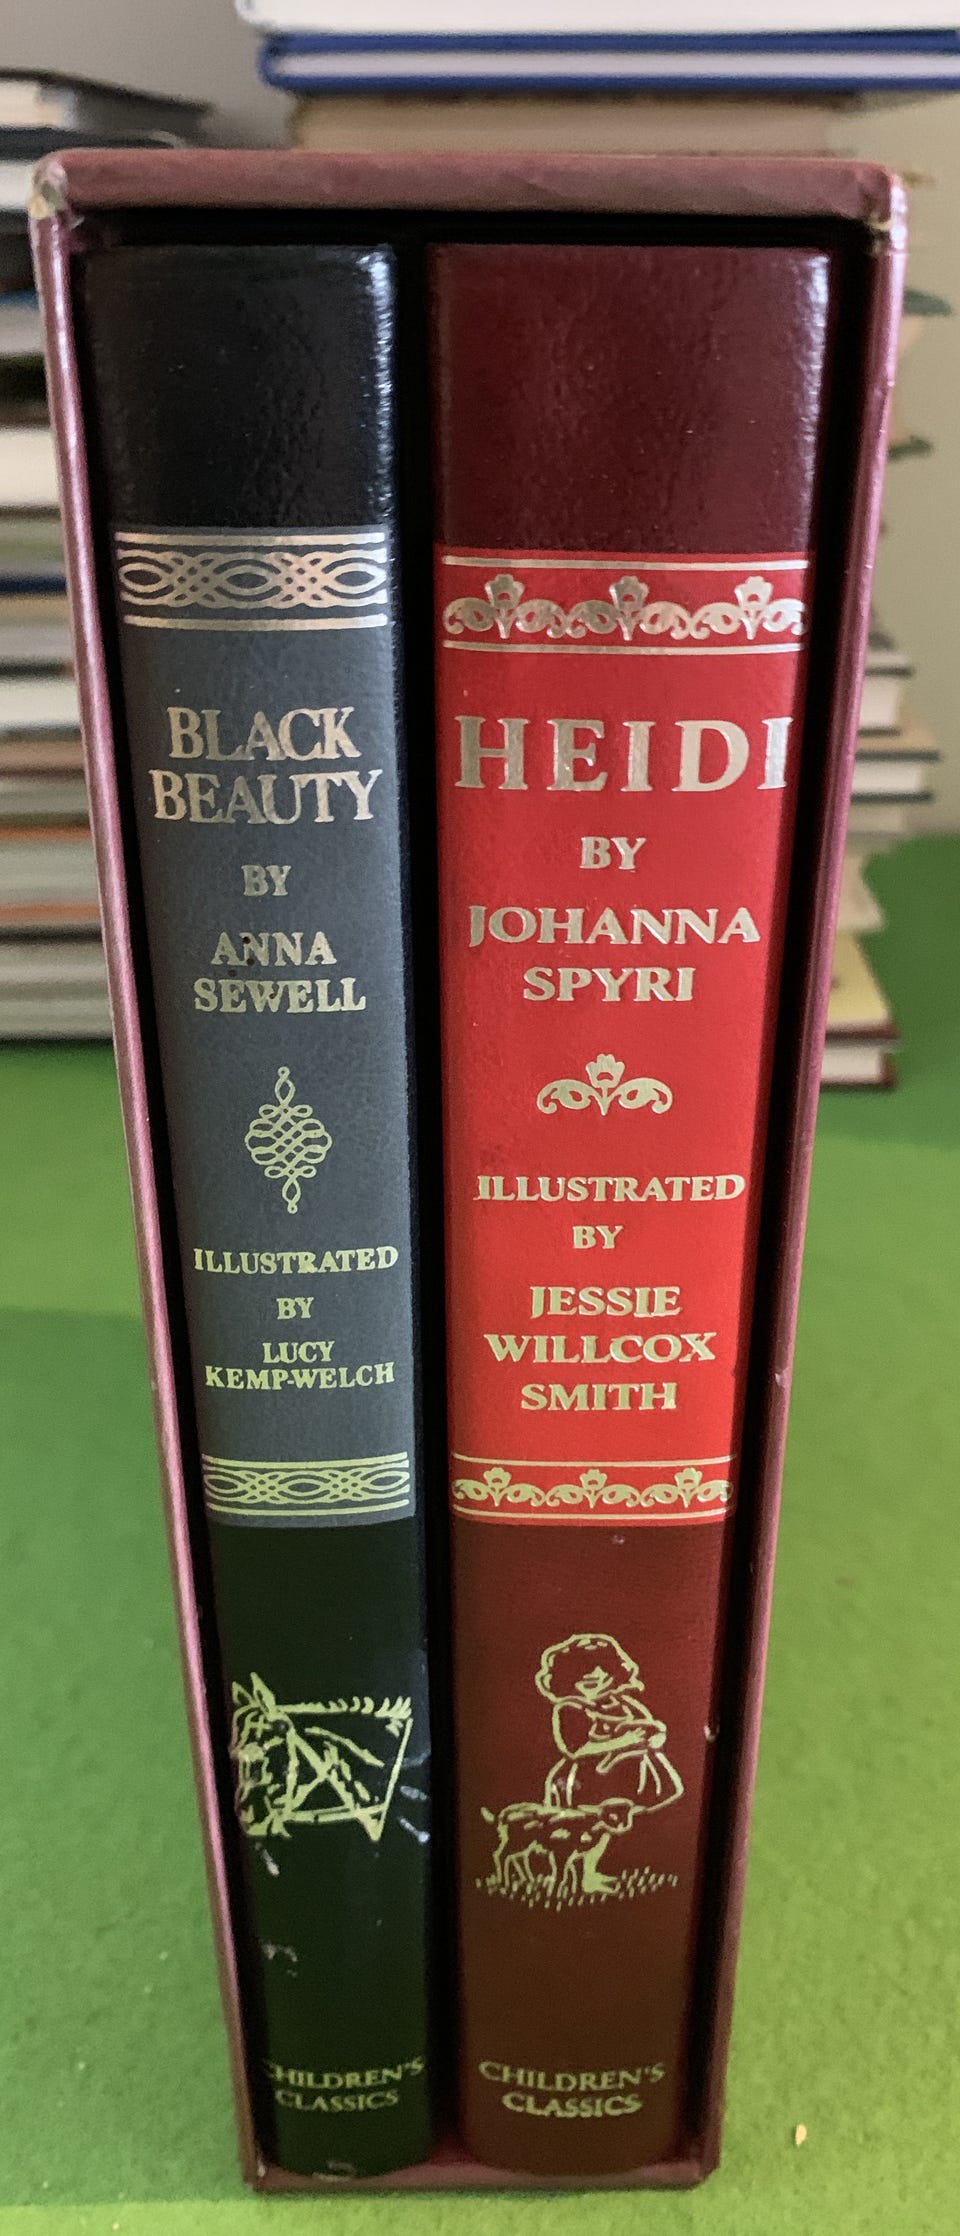 BLACK
BEAUTY
BY
ANNA
SEWELL
ILLUSTRATED
BY
LUCY
KEMP-WELCH
CHILDREN'S
CLASSICS
HEIDI
BY
JOHANNA
SPYRI
ILLUSTRATED
BY
JESSIE
WILLCOX
SMITH
CHILDREN'S
CLASSICS